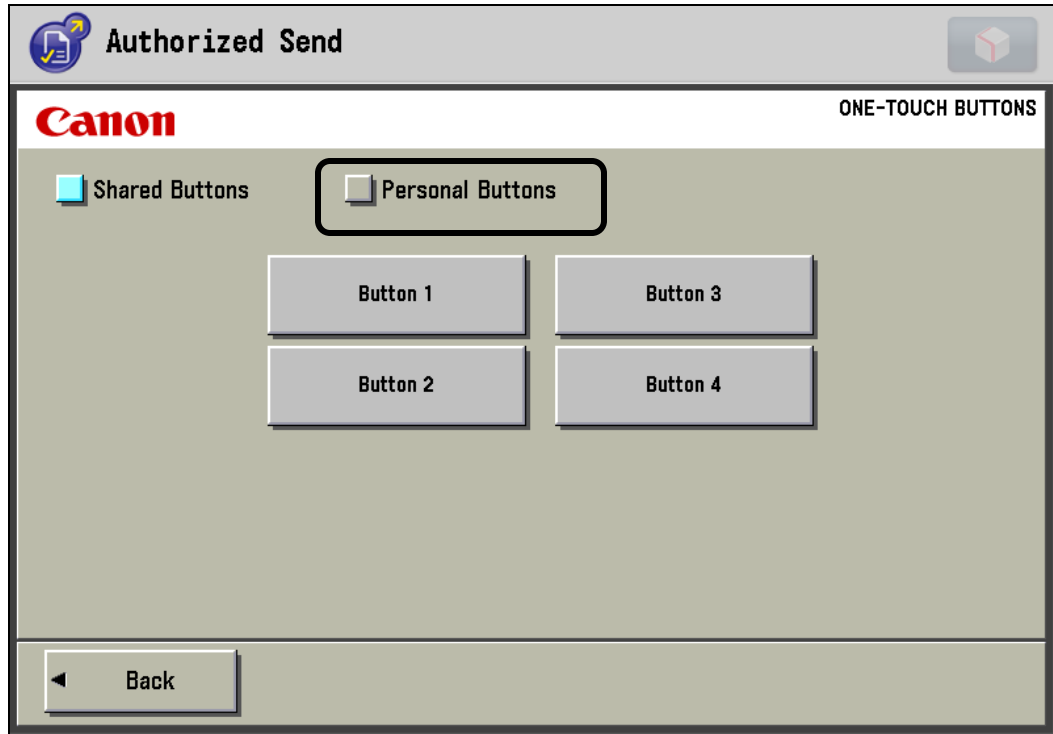 Authorized Send
Canon
ONE-TOUCH BUTTONS
Shared Buttons
Personal Buttons
Button 1
Button 3
Button 2
Button 4
Back